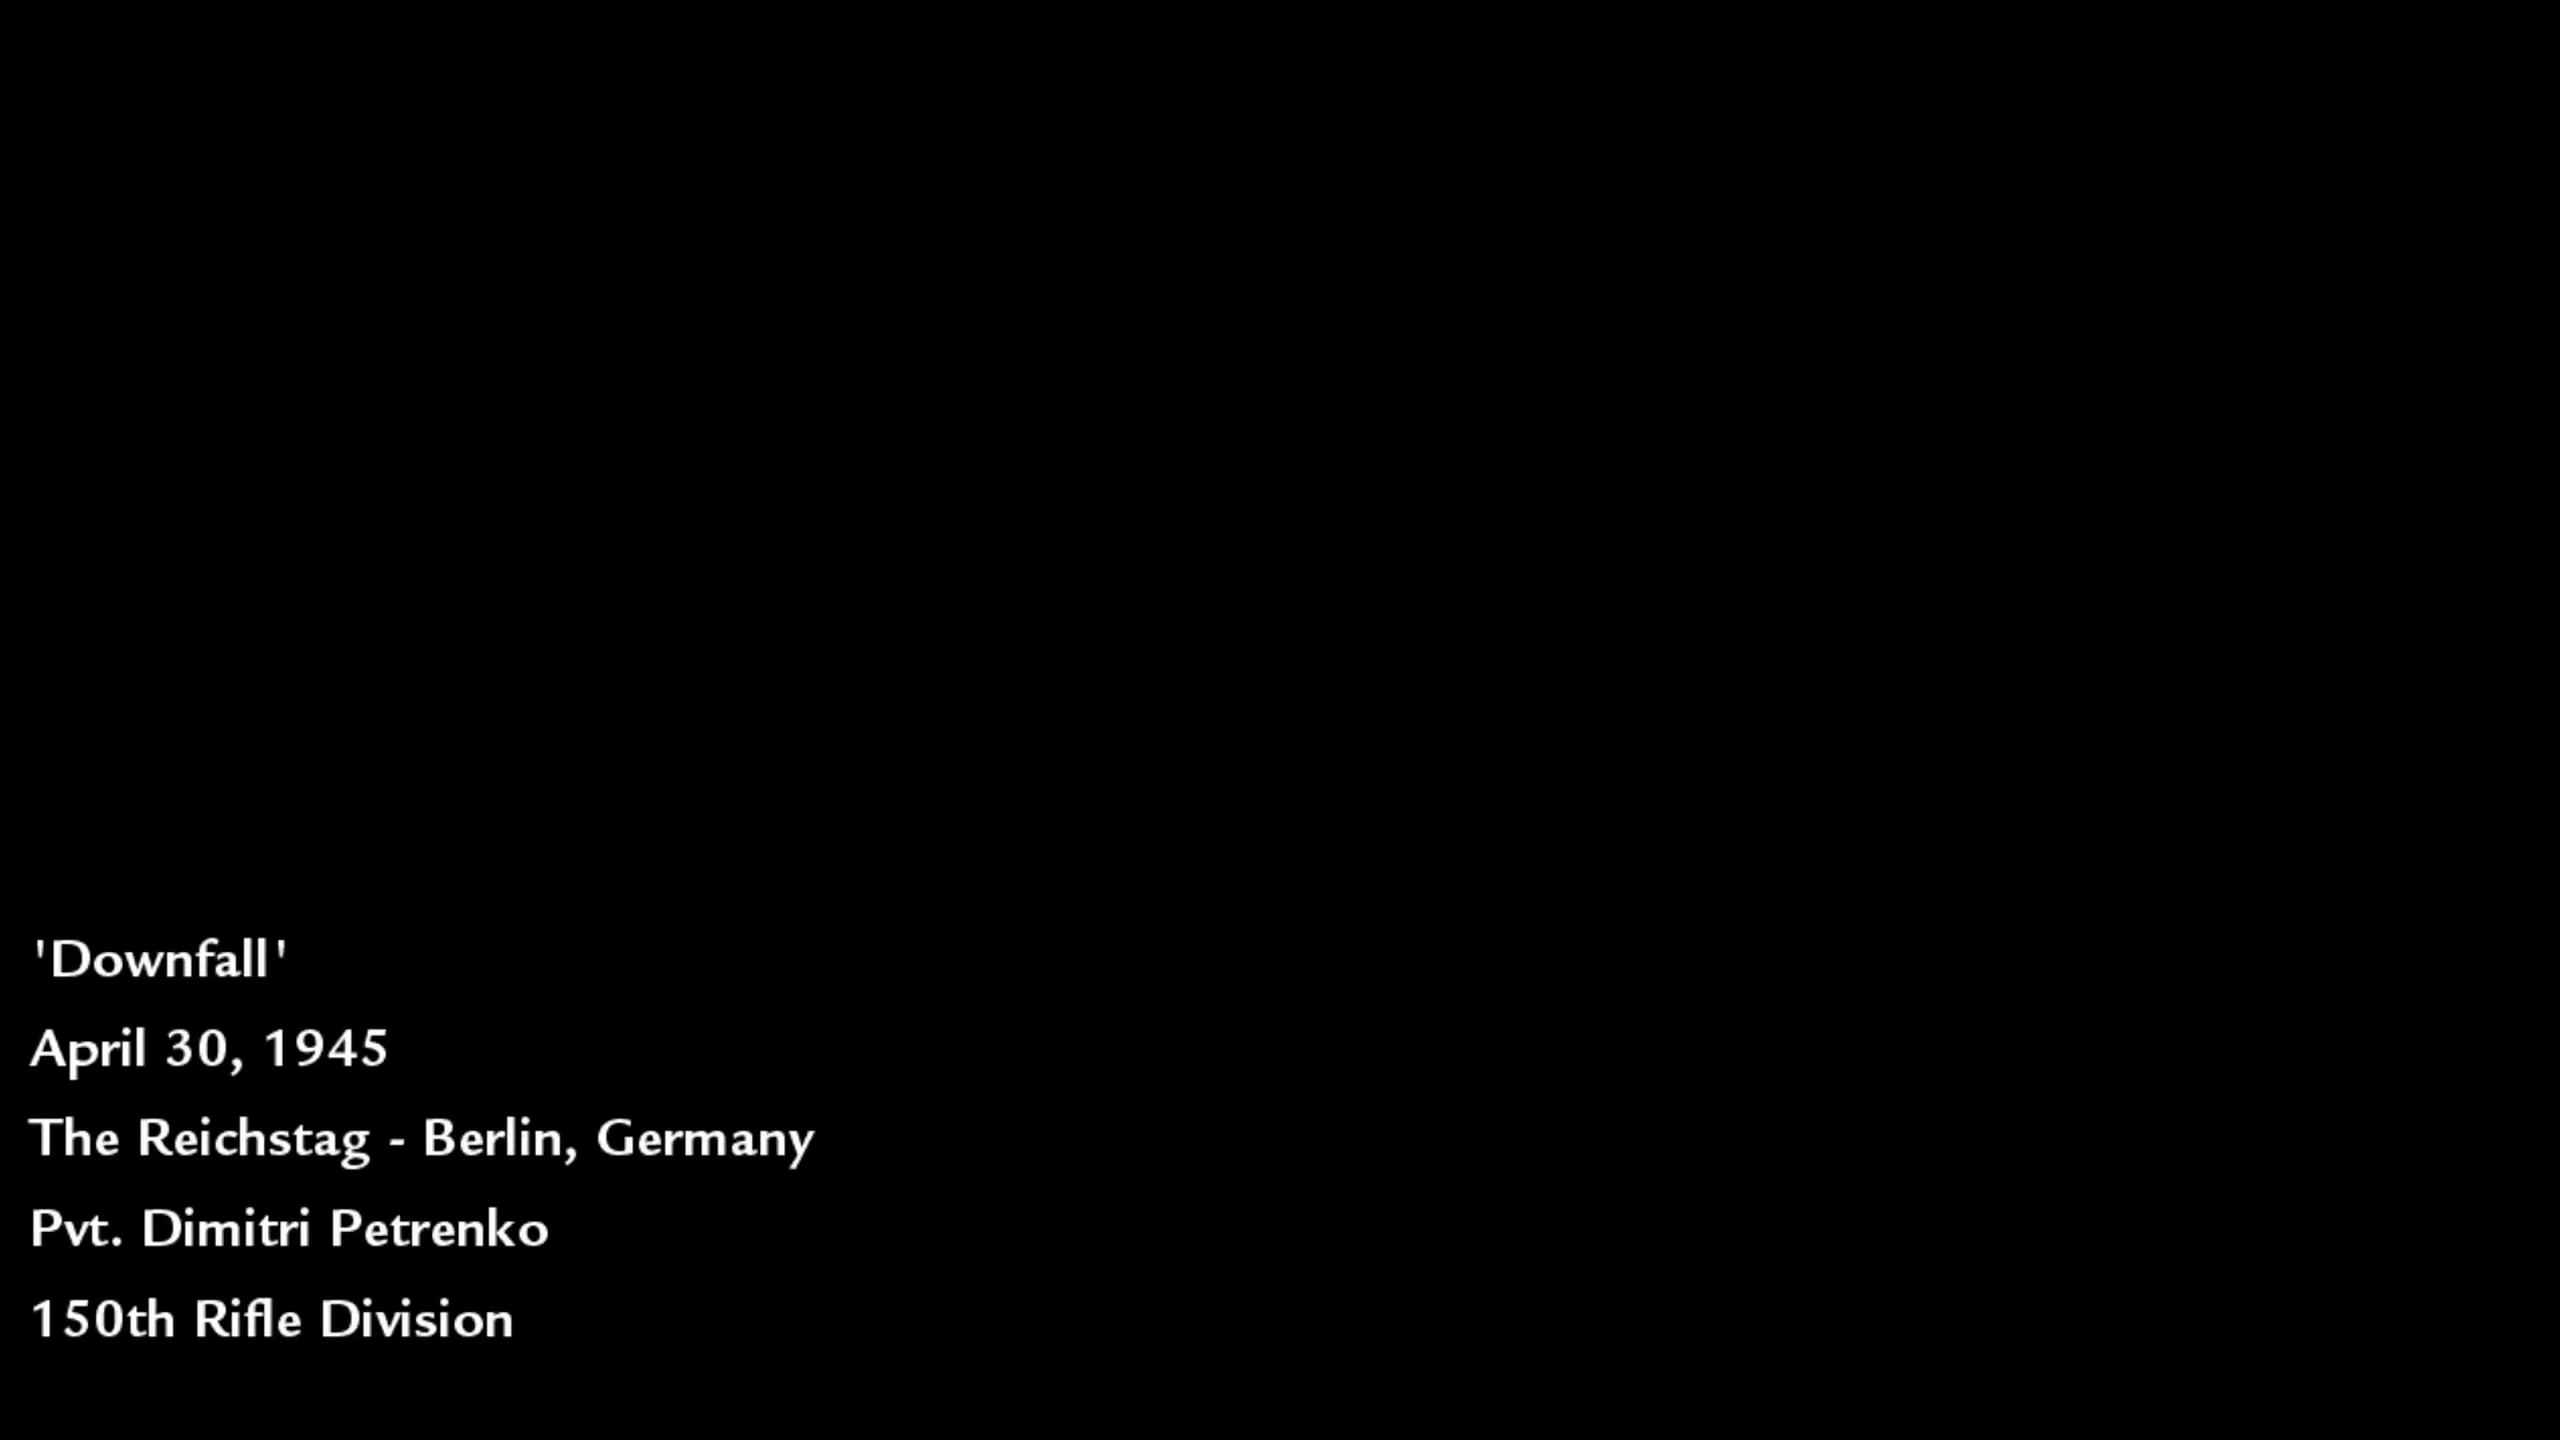 'Downfall'
April 30, 1945
The Reichstag - Berlin, Germany
Pvt. Dimitri Petrenko
150th Rifle Division